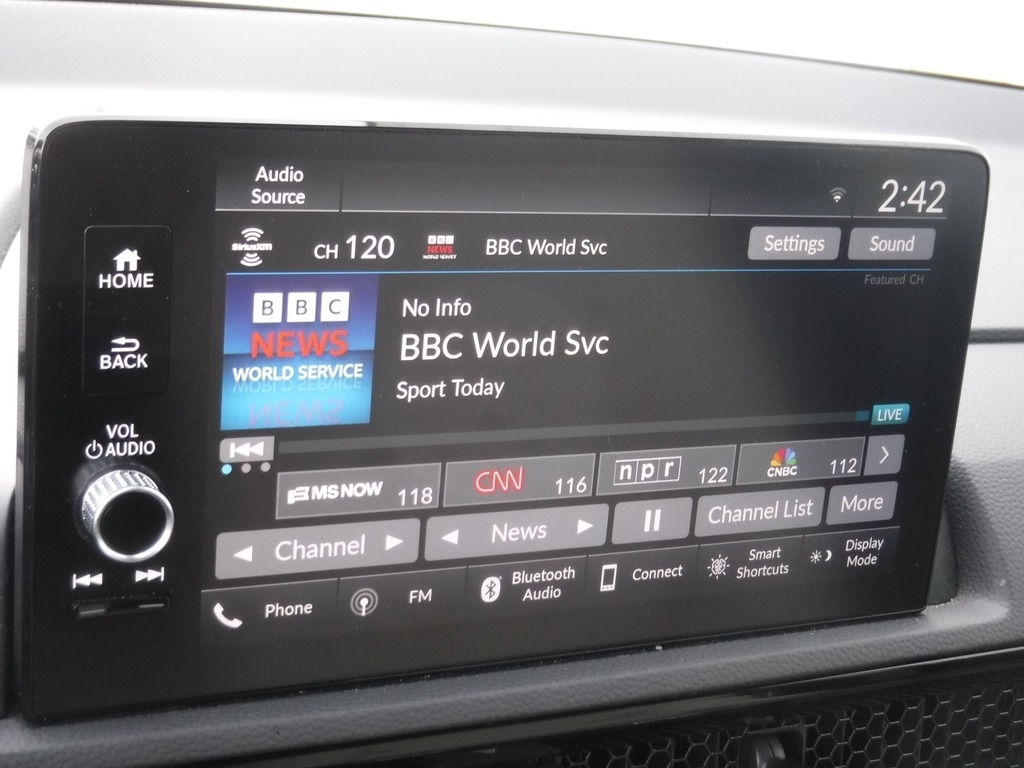 Audio
Source
2:42
SiriusXM
CH 120
BBC
NEWS
WORLD SERVICE
BBC World Svc
Settings
Sound
Featured CH
HOME
BACK
VOL
AUDIO
BBC
NEWS
WORLD SERVICE
No Info
BBC World Svc
Sport Today
LIVE
MS NOW 118
CNN 116
npr 122
CNBC 112
Channel
News
Channel List
More
Phone
FM
Bluetooth
Audio
Connect
Smart
Shortcuts
Display
Mode